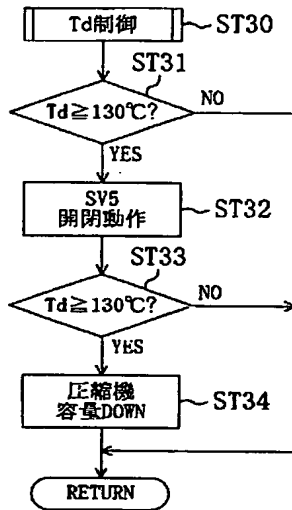 Td制御
ST30
ST31
Td≧130℃?
NO
YES
SV5
開閉動作
ST32
ST33
Td≧130℃?
NO
YES
圧縮機
容量DOWN
ST34
RETURN